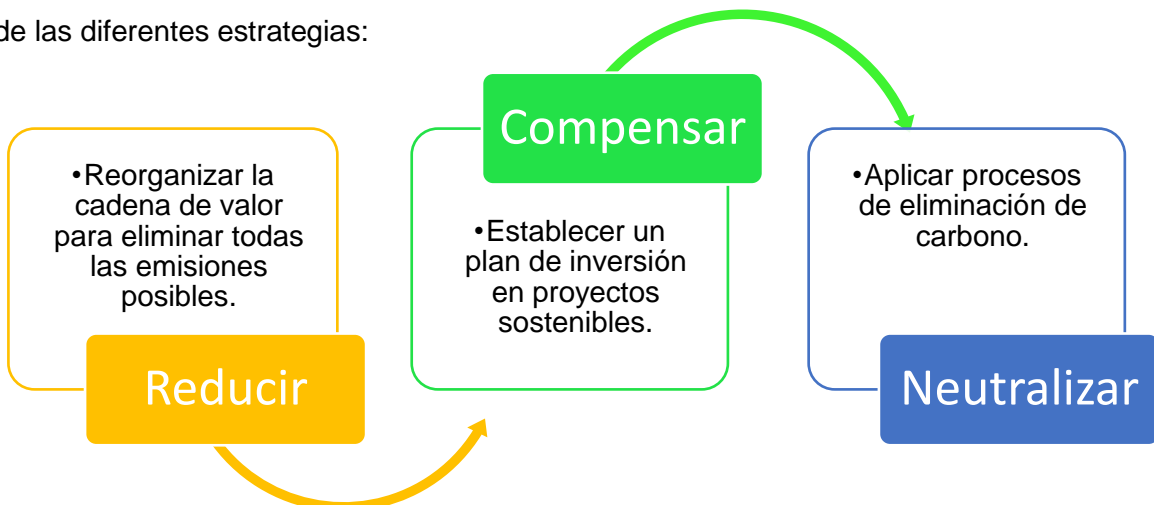 de las diferentes estrategias:
•Reorganizar la
cadena de valor
para eliminar todas
las emisiones
posibles.
Reducir
Compensar
•Establecer un
plan de inversión
en proyectos
sostenibles.
•Aplicar procesos
de eliminación de
carbono.
Neutralizar